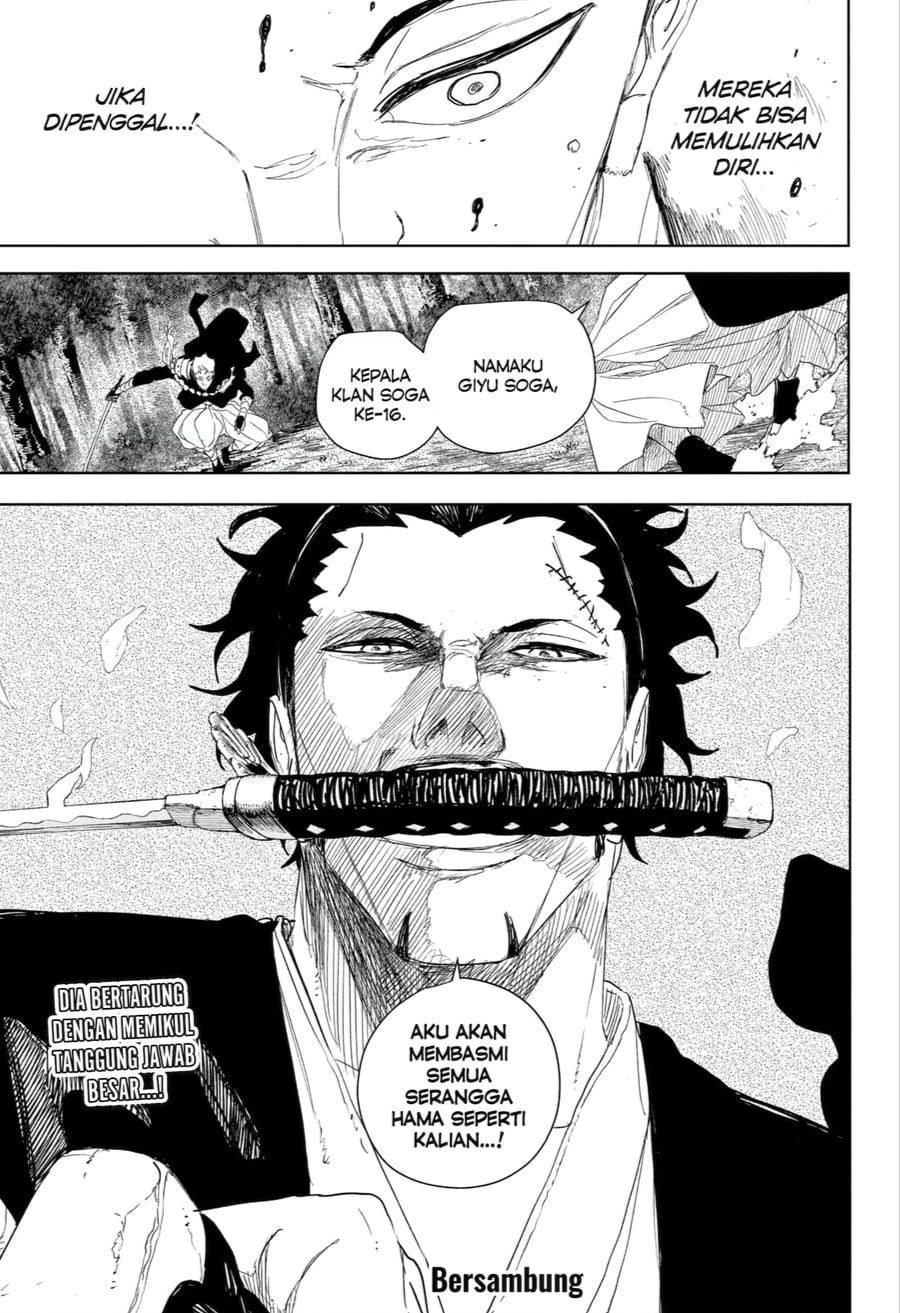 MEREKA
TIDAK BISA
MEMULIHKAN
DIRI...
JIKA
DIPENGGAL...!
NAMAKU
GIYU SOGA,
KEPALA
KLAN SOGA
KE-16.
DIA BERTARUNG
DENGAN MEMIKUL
TANGGUNG JAWAB
BESAR...!
AKU AKAN
MEMBASMI
SEMUA
SERANGGA
HAMA SEPERTI
KALIAN...!
Bersambung